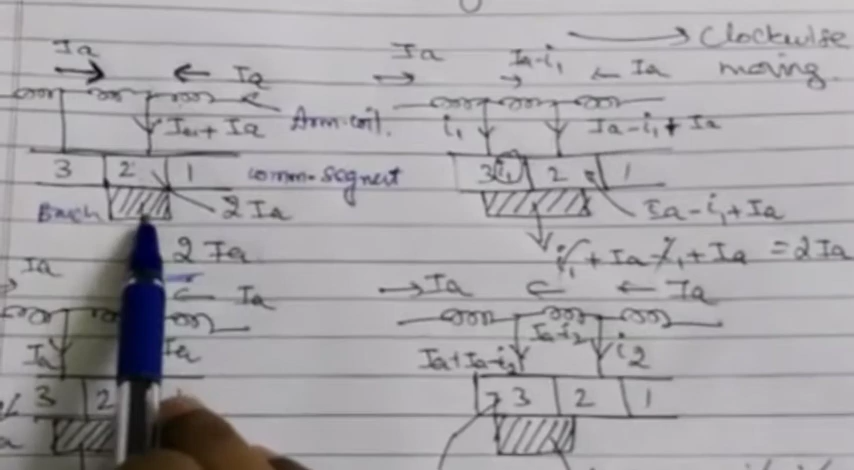 Ia Ia
Ia + Ia Arm-coil.
3 2 1 comm-segment
Brush 2 Ia
2 Ia
Clockwise
moving.
Ia Ia-i1 Ia
i1 Ia-i1 + Ia
3 i1 2 1
Ia-i1+Ia
i1 + Ia - i1 + Ia = 2Ia
Ia Ia
Ia Ia
3 2
Ia Ia
Ia-i2
Ia+Ia-i2 i2
3 2 1